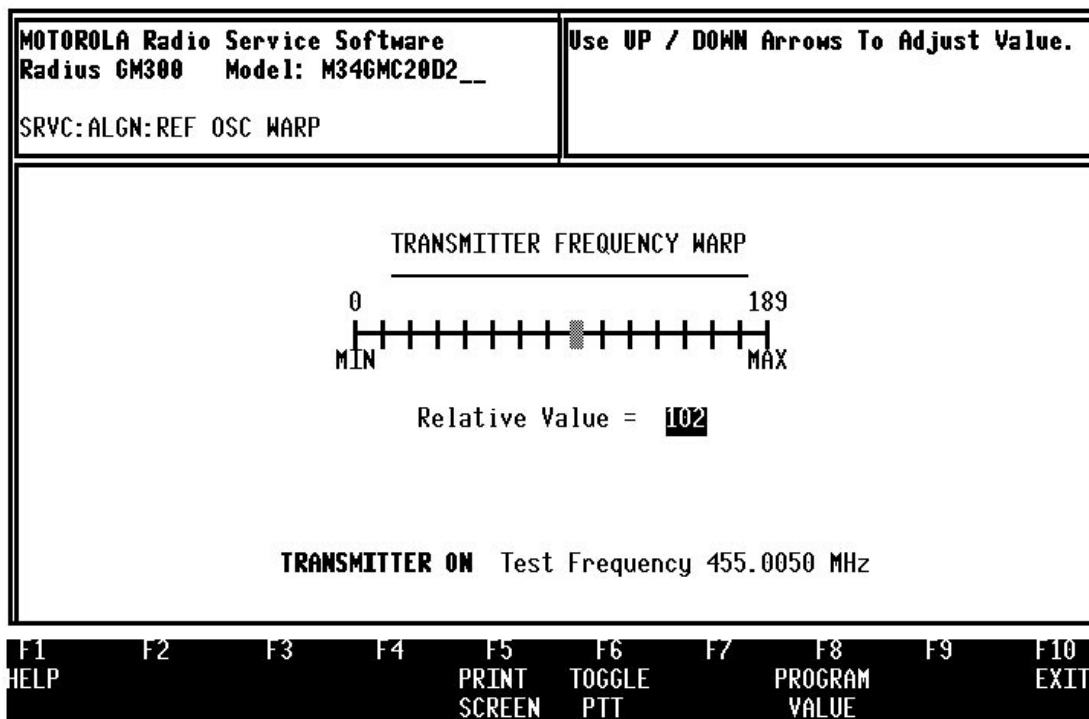 MOTOROLA Radio Service Software
Radius GM300 Model: M34GMC20D2__
SRVC:ALGN:REF OSC WARP
Use UP / DOWN Arrows To Adjust Value.
TRANSMITTER FREQUENCY WARP
0 189
MIN MAX
Relative Value = 102
TRANSMITTER ON Test Frequency 455.0050 MHz
F1 F2 F3 F4 F5 F6 F7 F8 F9 F10
HELP PRINT TOGGLE PROGRAM EXIT
SCREEN PTT VALUE